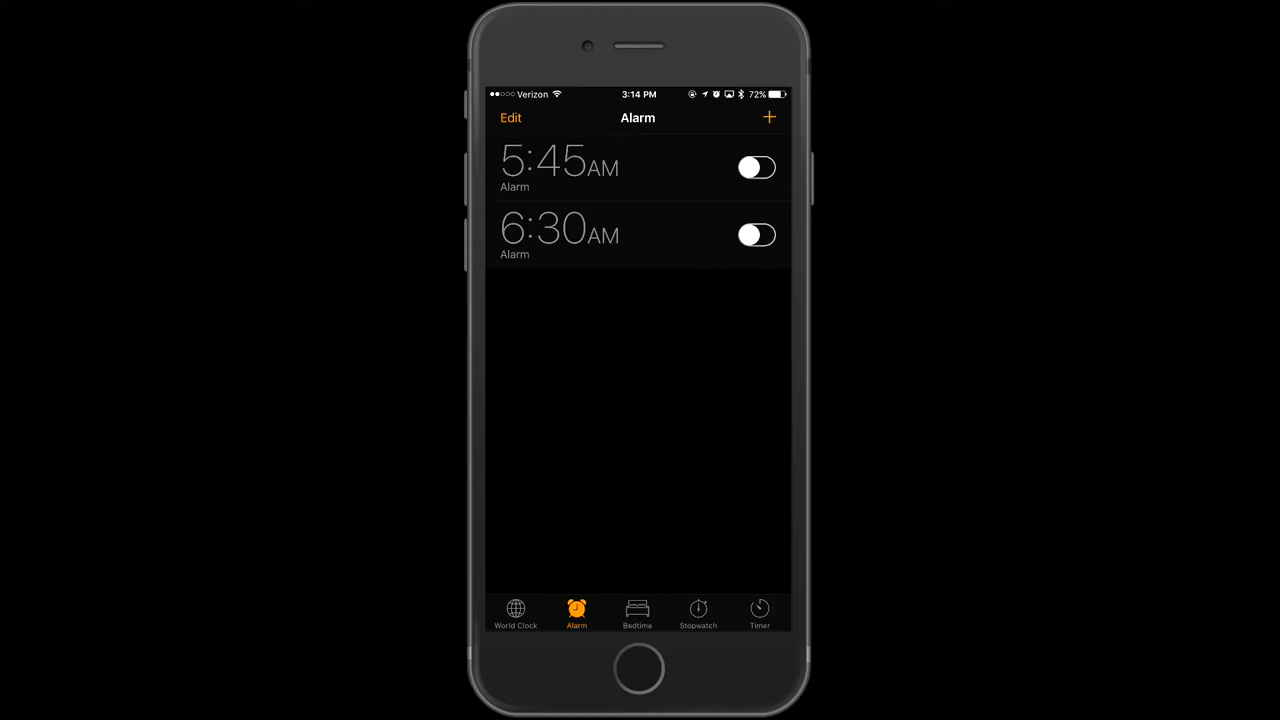 Verizon 3:14 PM 72%
Edit Alarm +
5:45AM
Alarm
6:30AM
Alarm
World Clock Alarm Bedtime Stopwatch Timer